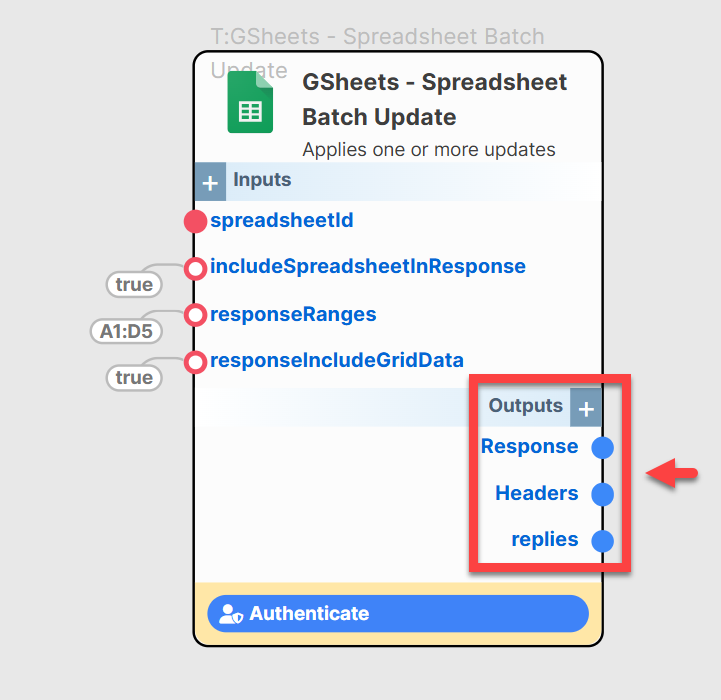 T:GSheets - Spreadsheet Batch
Update
GSheets - Spreadsheet
Batch Update
Applies one or more updates
+ Inputs
spreadsheetId
includeSpreadsheetInResponse
true
responseRanges
A1:D5
responseIncludeGridData
true
Outputs +
Response
Headers
replies
Authenticate